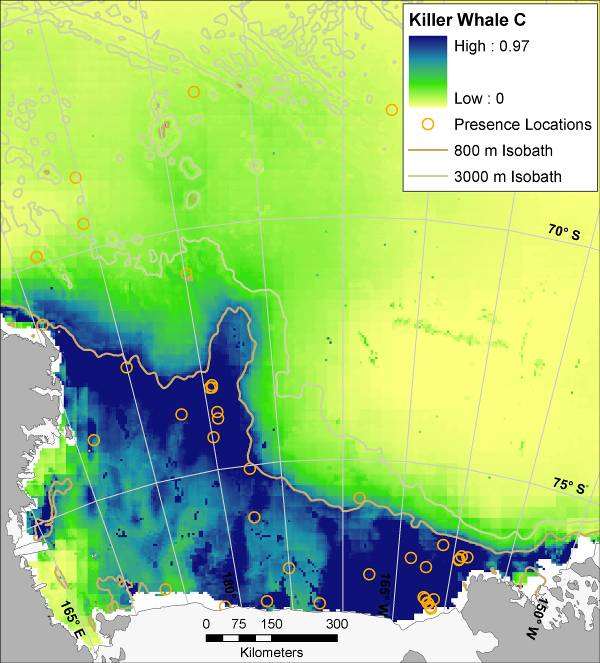 Killer Whale C
High : 0.97
Low : 0
Presence Locations
800 m Isobath
3000 m Isobath
70° S
75° S
165° E
180°
165° W
150° W
0 75 150 300
Kilometers